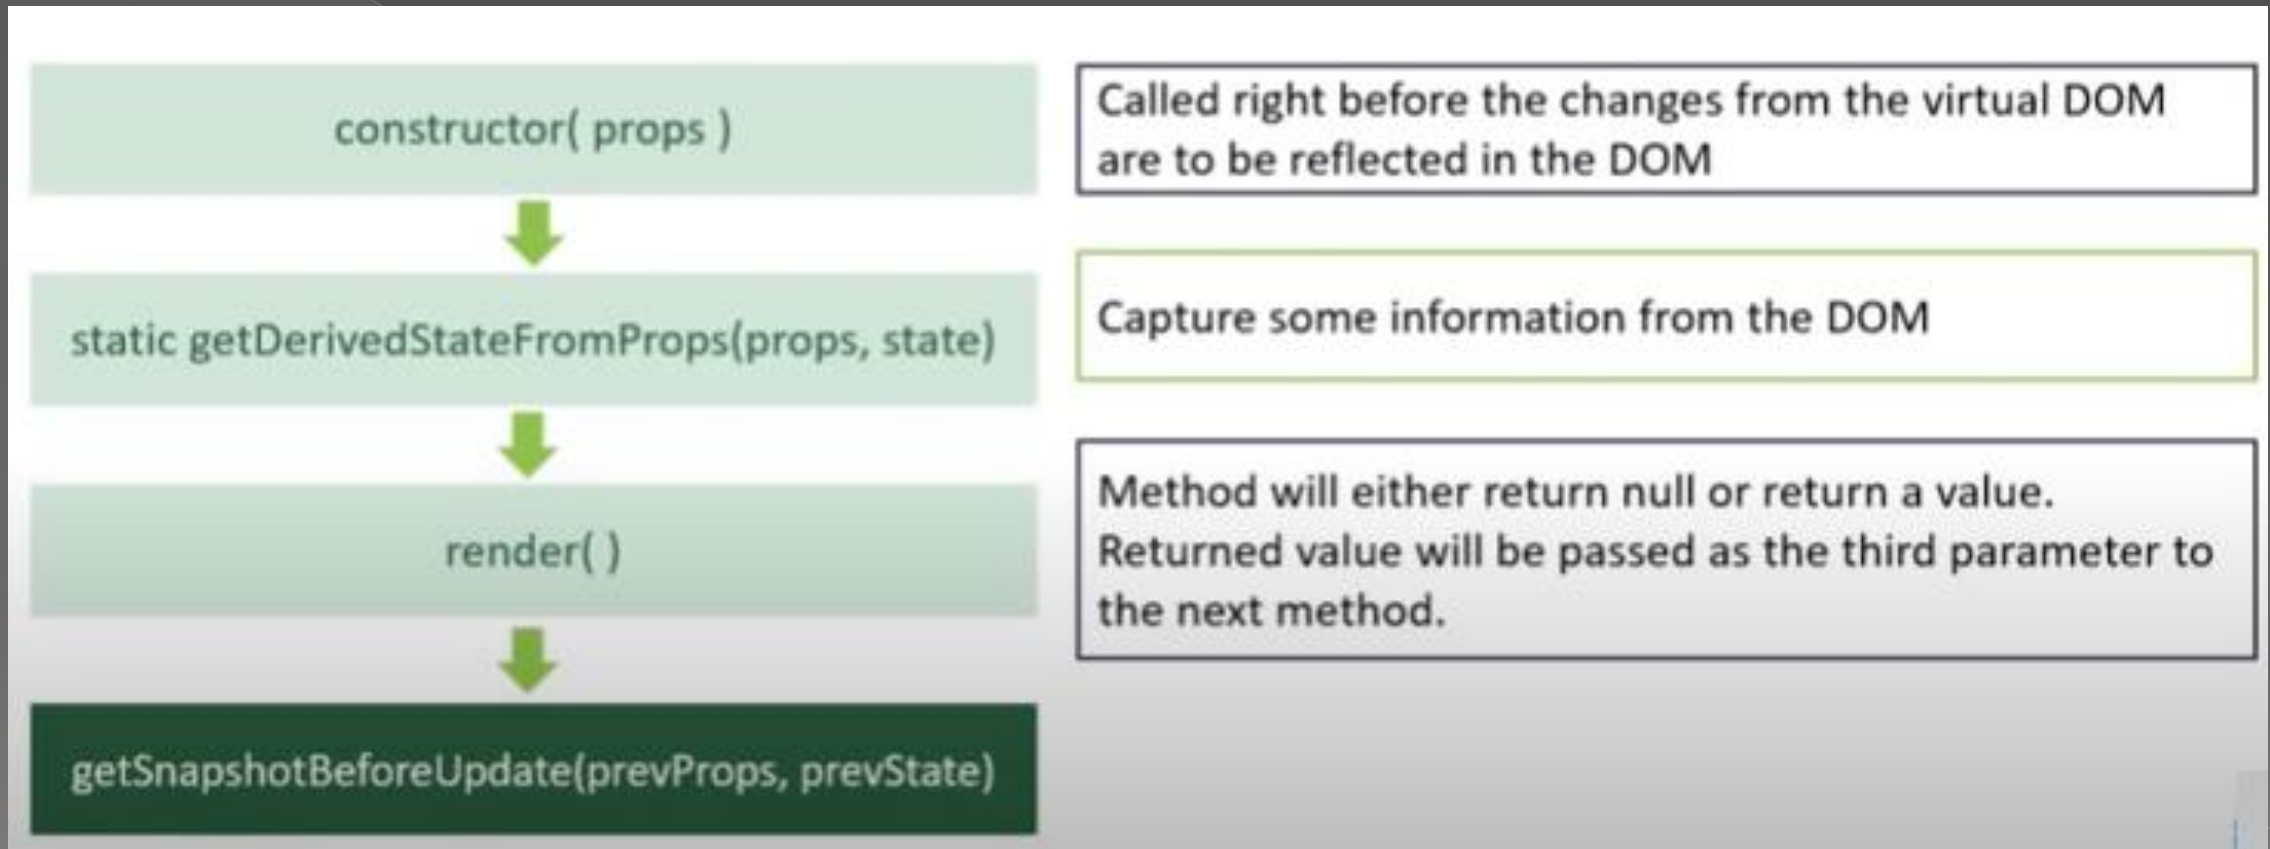 constructor( props )
static getDerivedStateFromProps(props, state)
render( )
getSnapshotBeforeUpdate(prevProps, prevState)
Called right before the changes from the virtual DOM
are to be reflected in the DOM
Capture some information from the DOM
Method will either return null or return a value.
Returned value will be passed as the third parameter to
the next method.